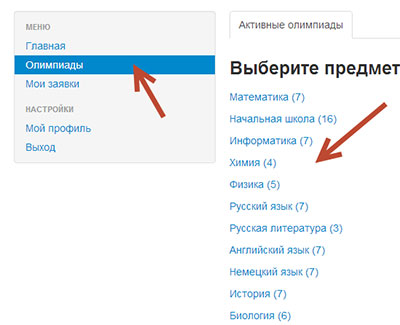 МЕНЮ
Главная
Олимпиады
Мои заявки
НАСТРОЙКИ
Мой профиль
Выход
Активные олимпиады
Выберите предмет
Математика (7)
Начальная школа (16)
Информатика (7)
Химия (4)
Физика (5)
Русский язык (7)
Русская литература (3)
Английский язык (7)
Немецкий язык (7)
История (7)
Биология (6)